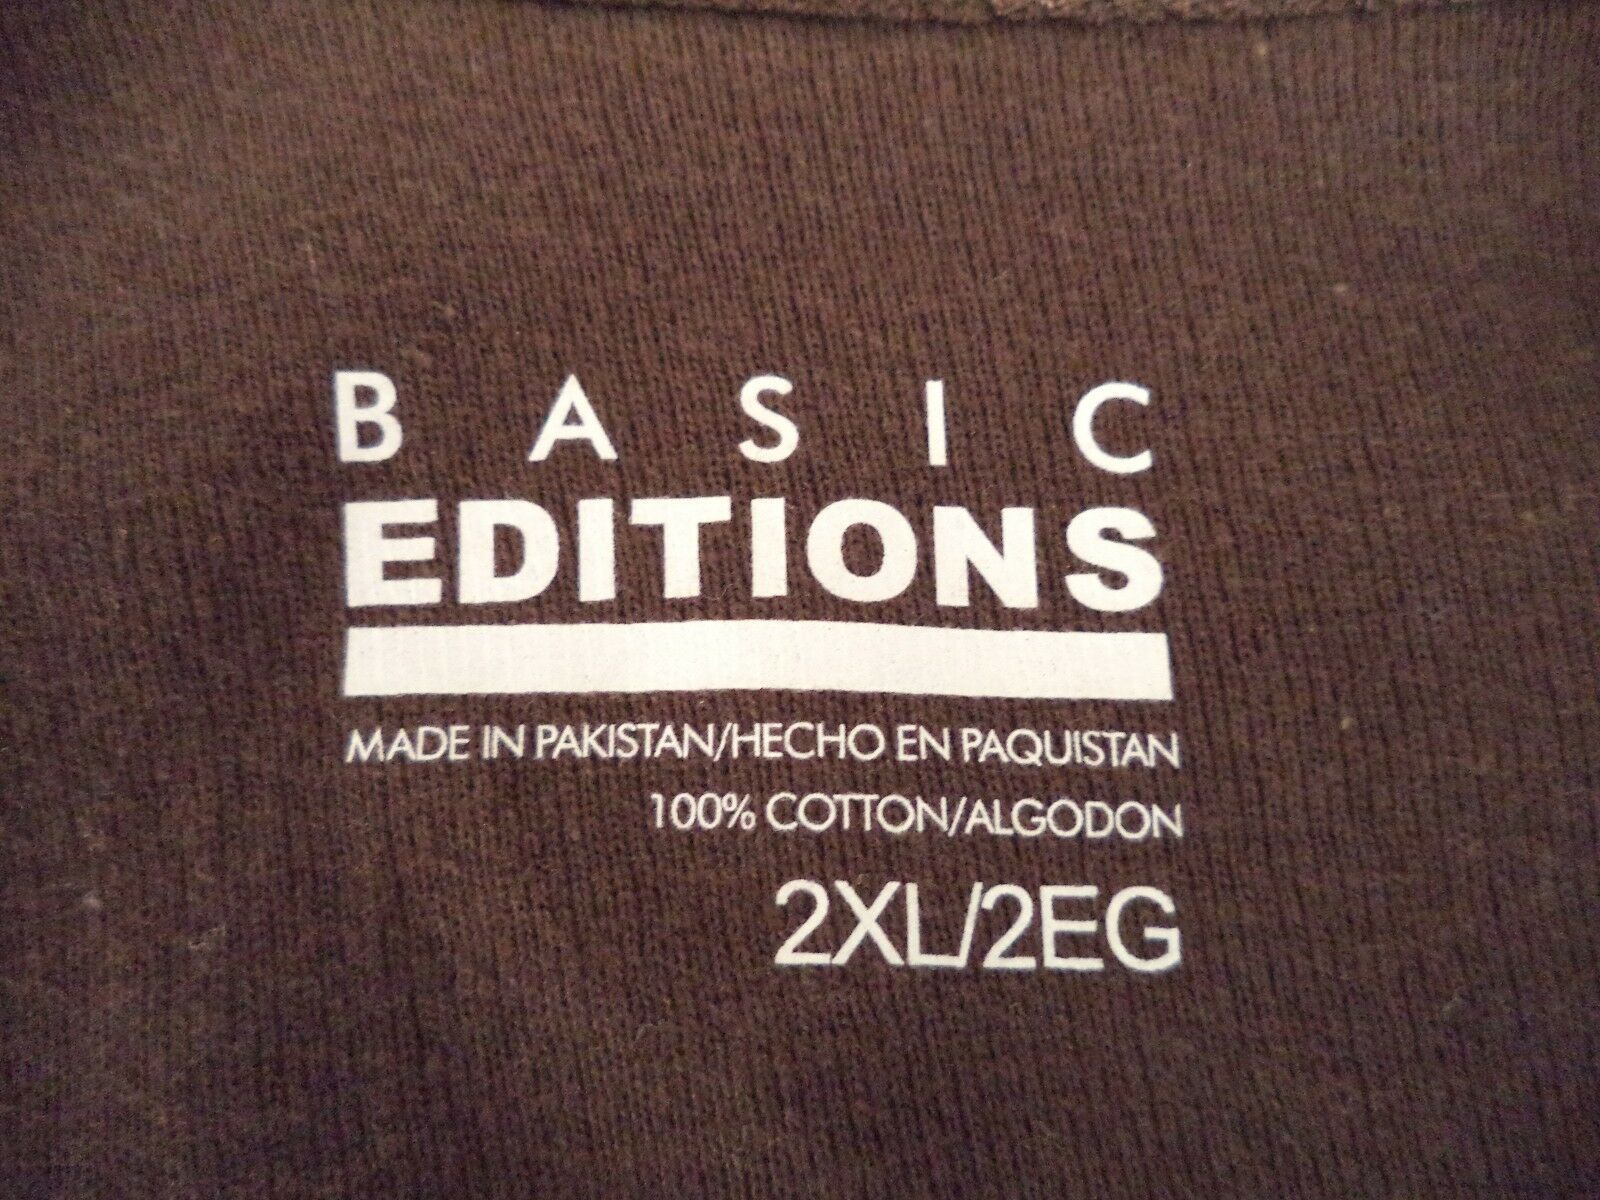 BASIC
EDITIONS
MADE IN PAKISTAN/HECHO EN PAQUISTAN
100% COTTON/ALGODON
2XL/2EG